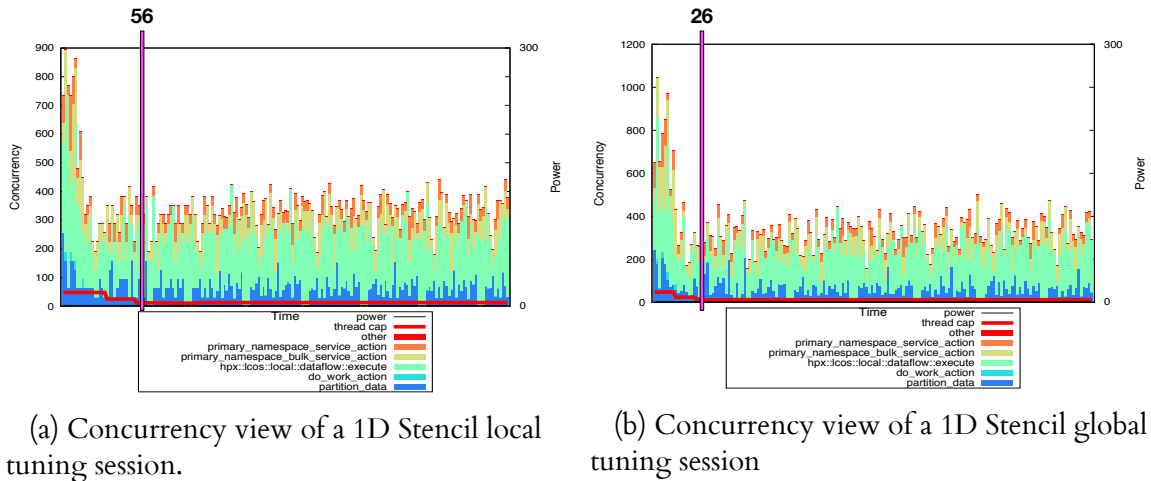 56
900
800
700
600
500
400
300
200
100
0
Concurrency
300
0
Power
Time
power
thread cap
other
primary_namespace_service_action
primary_namespace_bulk_service_action
hpx::lcos::local::dataflow::execute
do_work_action
partition_data
(a) Concurrency view of a 1D Stencil local
tuning session.
26
1200
1000
800
600
400
200
0
Concurrency
300
0
Power
Time
power
thread cap
other
primary_namespace_service_action
primary_namespace_bulk_service_action
hpx::lcos::local::dataflow::execute
do_work_action
partition_data
(b) Concurrency view of a 1D Stencil global
tuning session